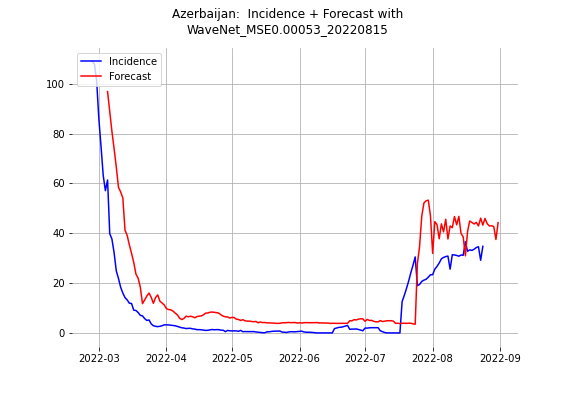 Azerbaijan:  Incidence + Forecast with
WaveNet_MSE0.00053_20220815
Incidence
Forecast
100
80
60
40
20
0
2022-03 2022-04 2022-05 2022-06 2022-07 2022-08 2022-09